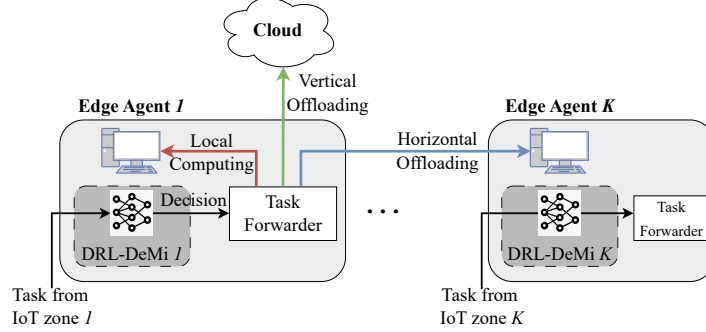 Cloud
Vertical
Offloading
Edge Agent 1
Edge Agent K
Local
Computing
Horizontal
Offloading
Decision
Task
Forwarder
...
Task
Forwarder
DRL-DeMi 1
DRL-DeMi K
Task from
IoT zone 1
Task from
IoT zone K